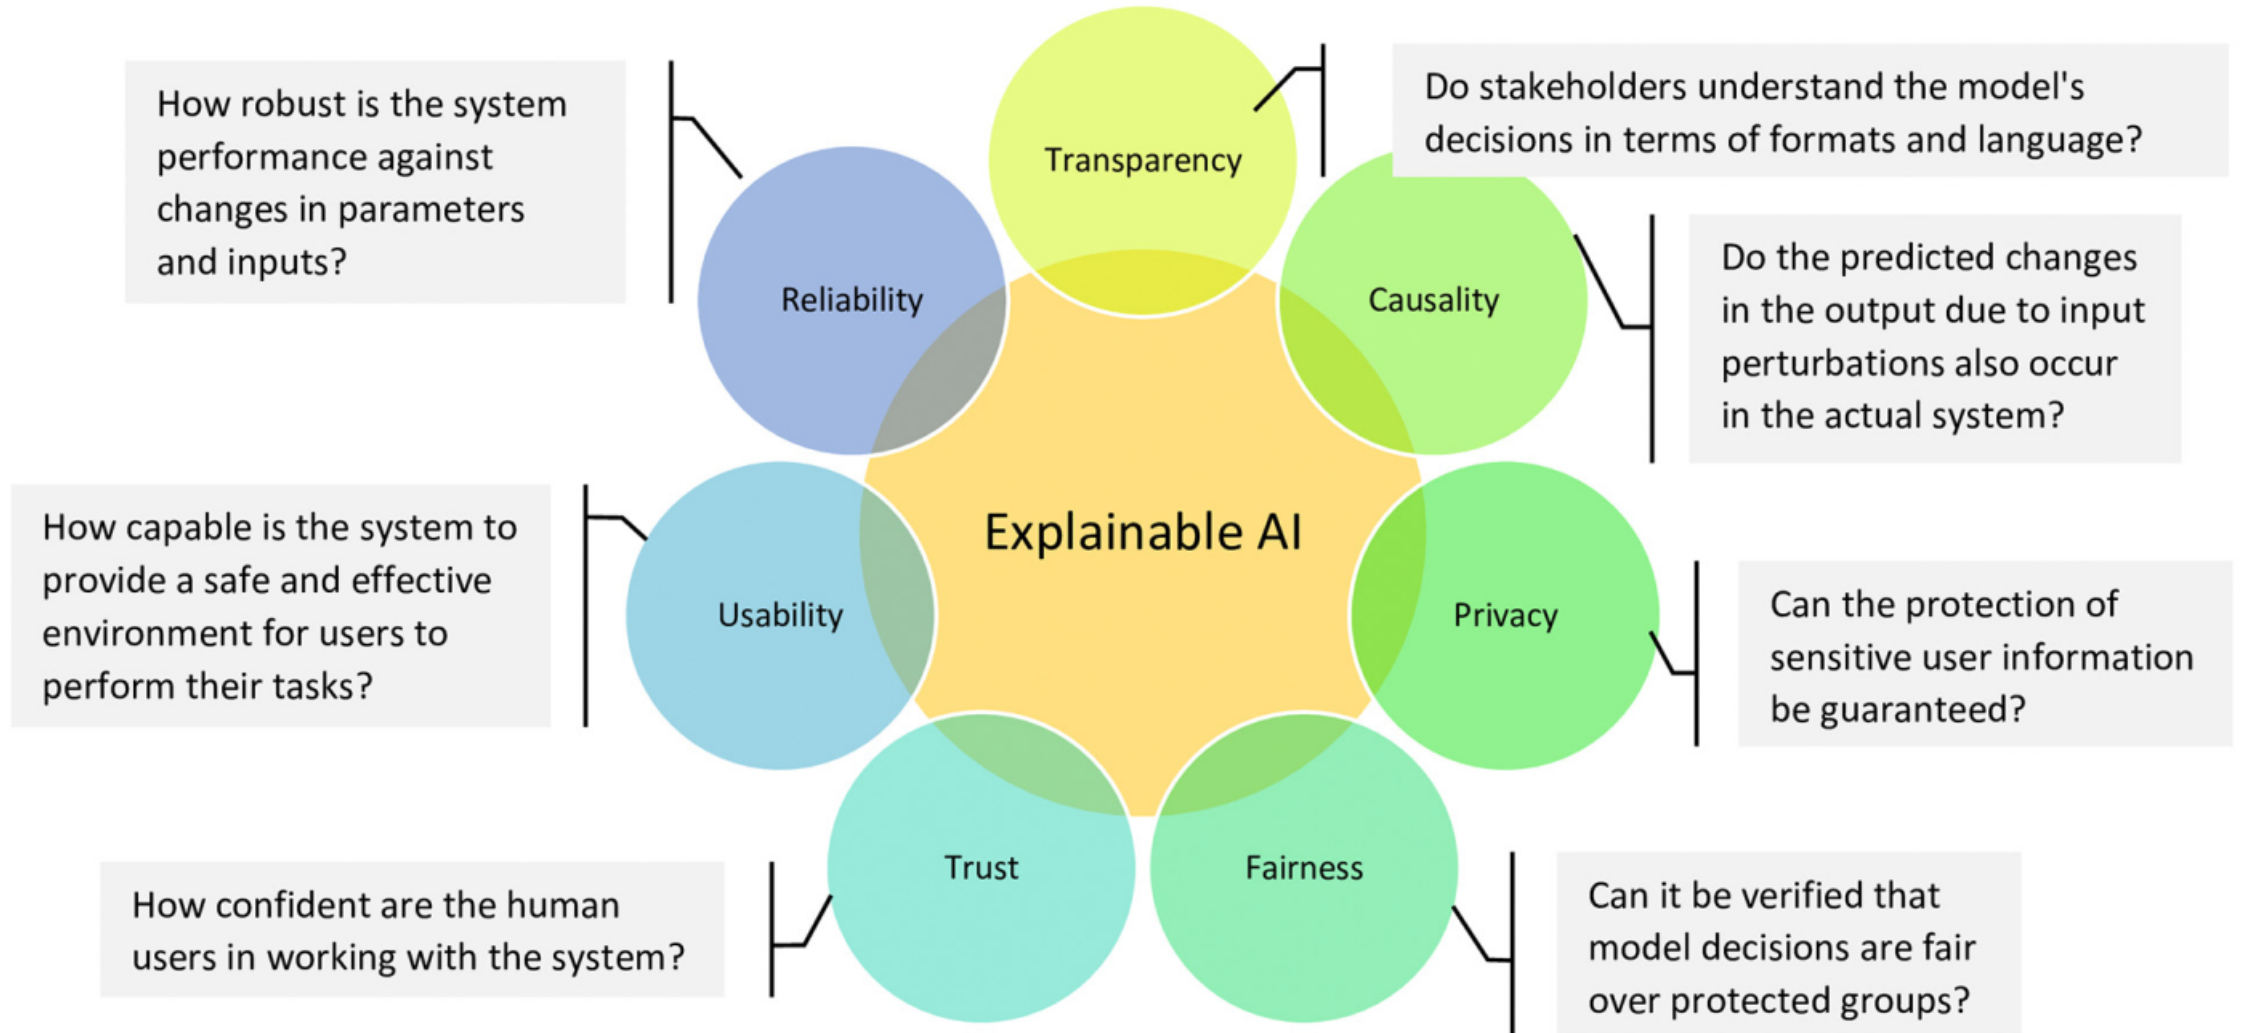 Transparency
Do stakeholders understand the model's
decisions in terms of formats and language?
Causality
Do the predicted changes
in the output due to input
perturbations also occur
in the actual system?
Privacy
Can the protection of
sensitive user information
be guaranteed?
Fairness
Can it be verified that
model decisions are fair
over protected groups?
Trust
How confident are the human
users in working with the system?
Usability
How capable is the system to
provide a safe and effective
environment for users to
perform their tasks?
Reliability
How robust is the system
performance against
changes in parameters
and inputs?
Explainable AI